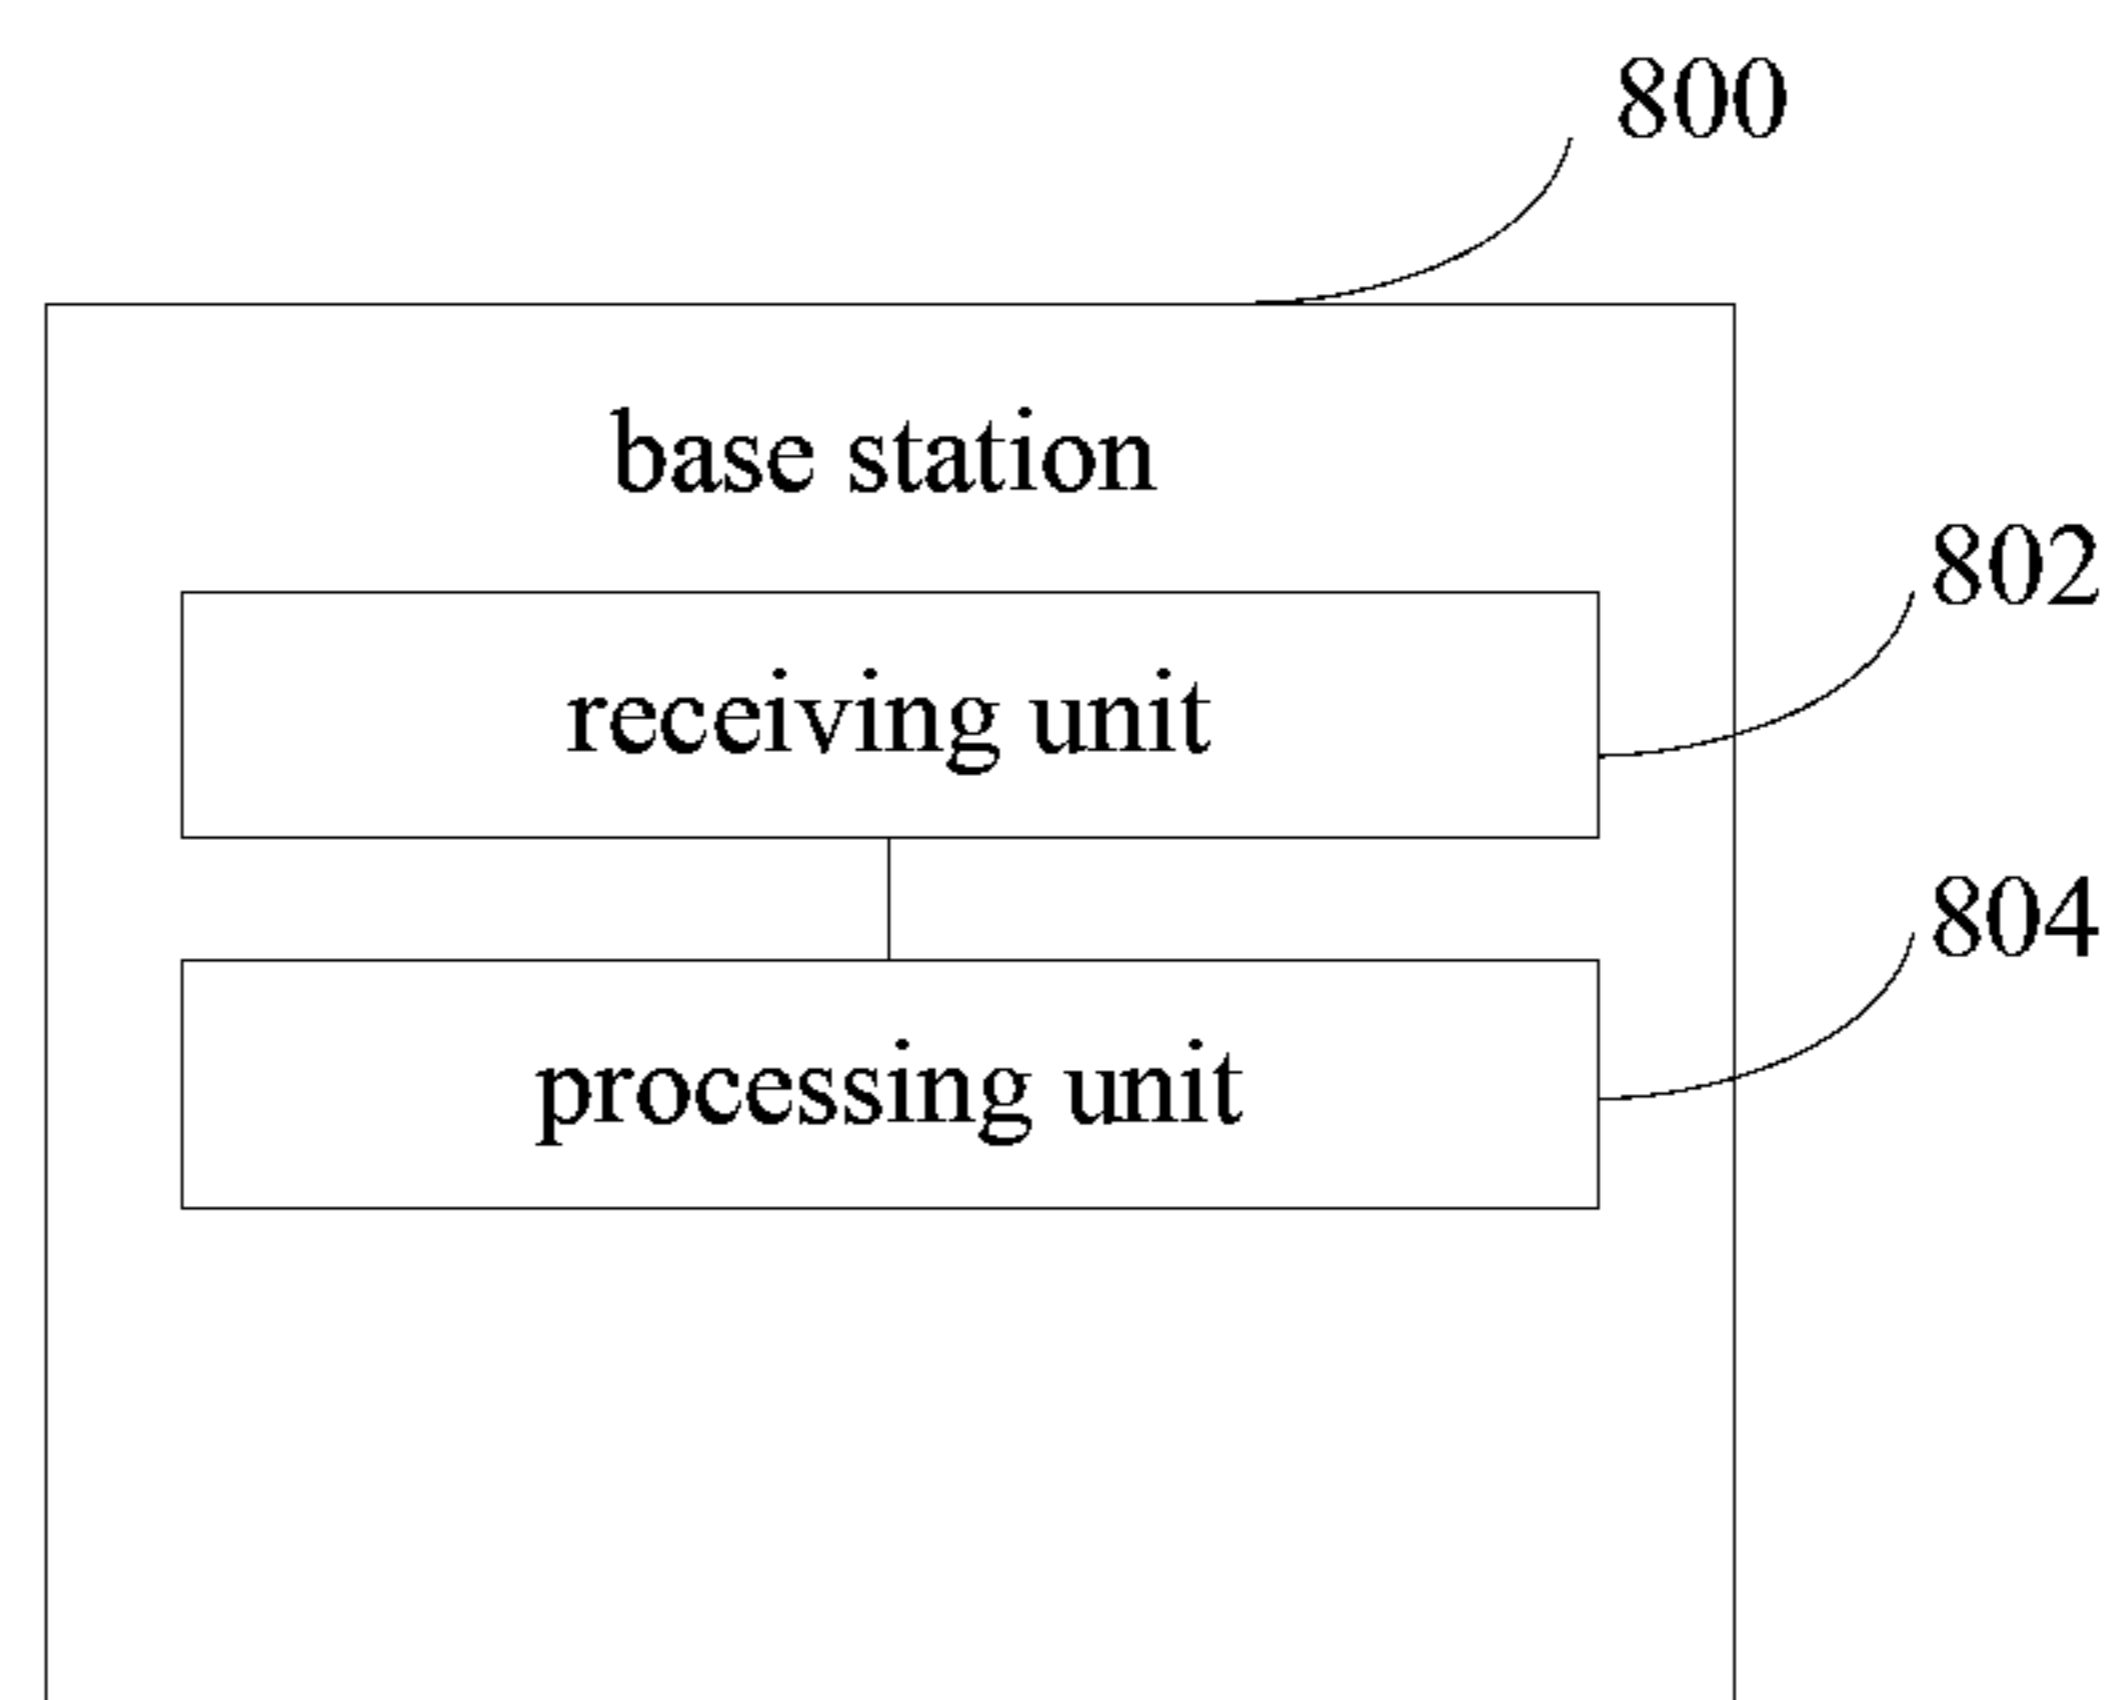 800
base station
802
receiving unit
804
processing unit